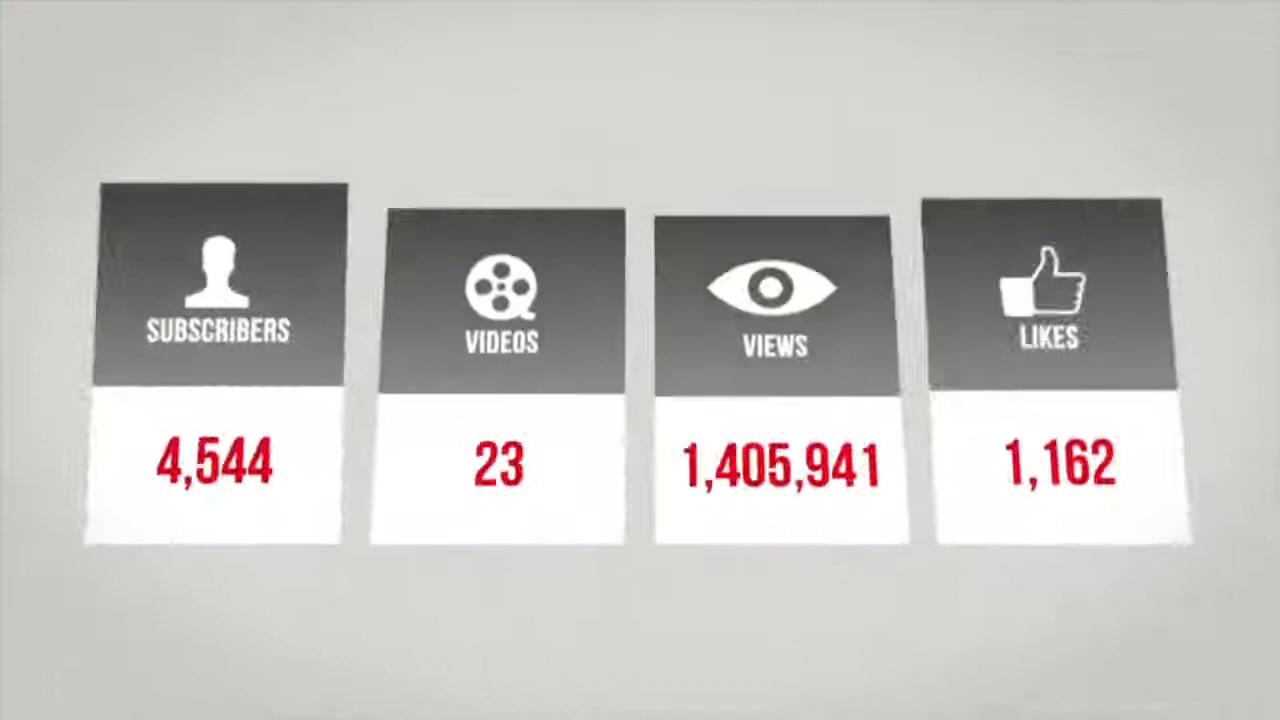 SUBSCRIBERS
4,544
VIDEOS
23
VIEWS
1,405,941
LIKES
1,162